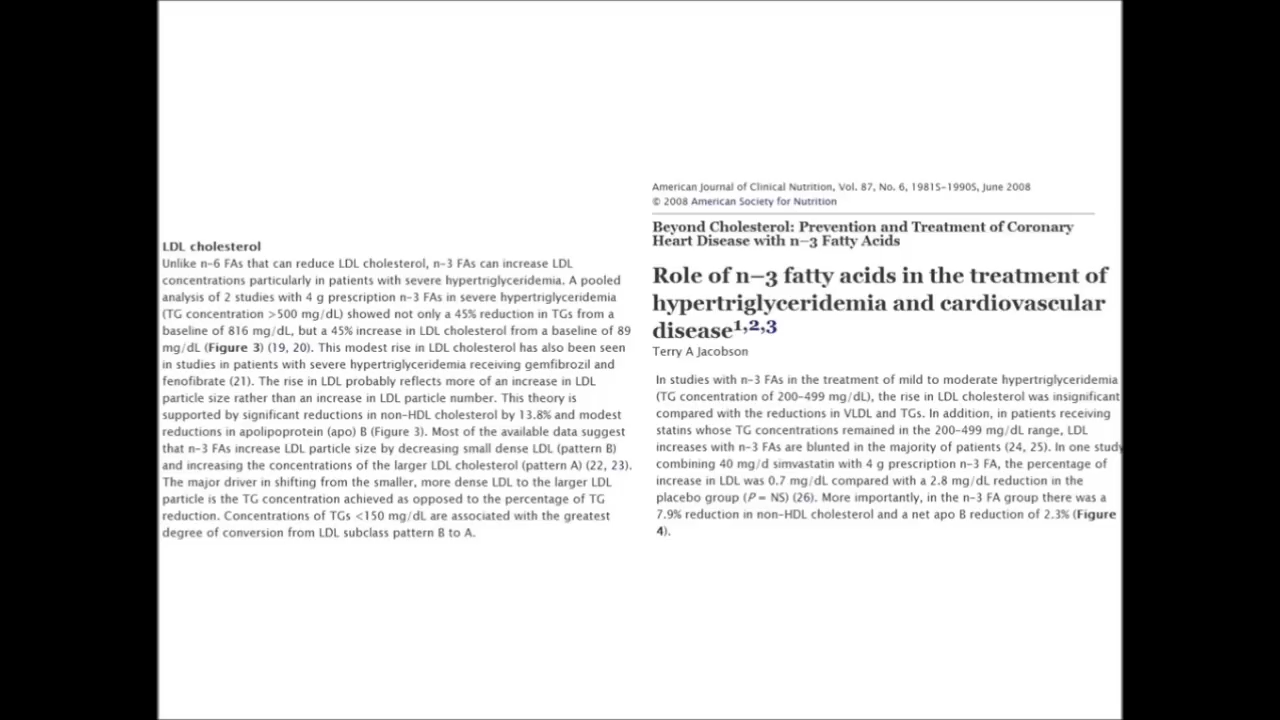 LDL cholesterol
Unlike n-6 FAs that can reduce LDL cholesterol, n-3 FAs can increase LDL
concentrations particularly in patients with severe hypertriglyceridemia. A pooled
analysis of 2 studies with 4 g prescription n-3 FAs in severe hypertriglyceridemia
(TG concentration >500 mg/dL) showed not only a 45% reduction in TGs from a
baseline of 816 mg/dL, but a 45% increase in LDL cholesterol from a baseline of 89
mg/dL (Figure 3) (19, 20). This modest rise in LDL cholesterol has also been seen
in studies in patients with severe hypertriglyceridemia receiving gemfibrozil and
fenofibrate (21). The rise in LDL probably reflects more of an increase in LDL
particle size rather than an increase in LDL particle number. This theory is
supported by significant reductions in non-HDL cholesterol by 13.8% and modest
reductions in apolipoprotein (apo) B (Figure 3). Most of the available data suggest
that n-3 FAs increase LDL particle size by decreasing small dense LDL (pattern B)
and increasing the concentrations of the larger LDL cholesterol (pattern A) (22, 23).
The major driver in shifting from the smaller, more dense LDL to the larger LDL
particle is the TG concentration achieved as opposed to the percentage of TG
reduction. Concentrations of TGs <150 mg/dL are associated with the greatest
degree of conversion from LDL subclass pattern B to A.
American Journal of Clinical Nutrition, Vol. 87, No. 6, 1981S-1990S, June 2008
© 2008 American Society for Nutrition
Beyond Cholesterol: Prevention and Treatment of Coronary
Heart Disease with n–3 Fatty Acids
Role of n–3 fatty acids in the treatment of
hypertriglyceridemia and cardiovascular
disease1,2,3
Terry A Jacobson
In studies with n-3 FAs in the treatment of mild to moderate hypertriglyceridemia
(TG concentration of 200-499 mg/dL), the rise in LDL cholesterol was insignificant
compared with the reductions in VLDL and TGs. In addition, in patients receiving
statins whose TG concentrations remained in the 200-499 mg/dL range, LDL
increases with n-3 FAs are blunted in the majority of patients (24, 25). In one study
combining 40 mg/d simvastatin with 4 g prescription n-3 FA, the percentage of
increase in LDL was 0.7 mg/dL compared with a 2.8 mg/dL reduction in the
placebo group (P = NS) (26). More importantly, in the n-3 FA group there was a
7.9% reduction in non-HDL cholesterol and a net apo B reduction of 2.3% (Figure
4).